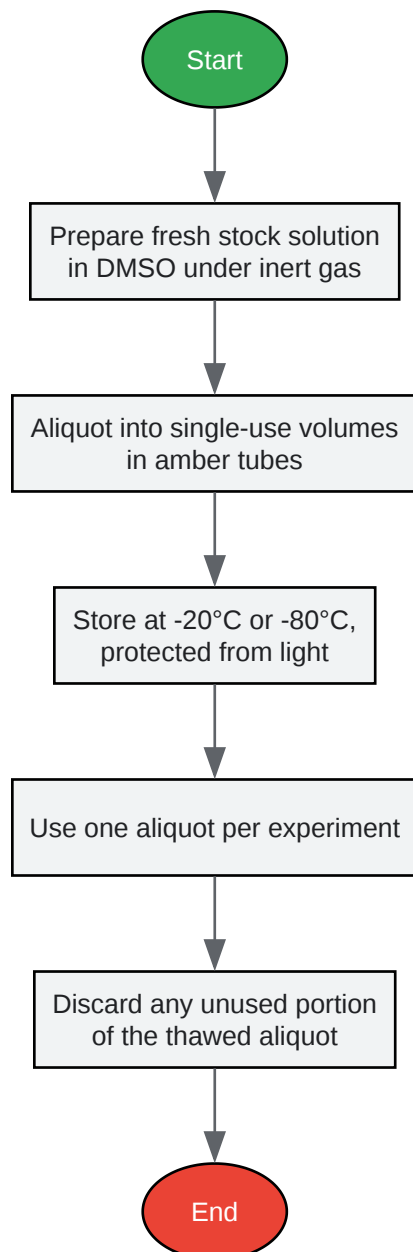 Start
Prepare fresh stock solution
in DMSO under inert gas
Aliquot into single-use volumes
in amber tubes
Store at -20°C or -80°C,
protected from light
Use one aliquot per experiment
Discard any unused portion
of the thawed aliquot
End